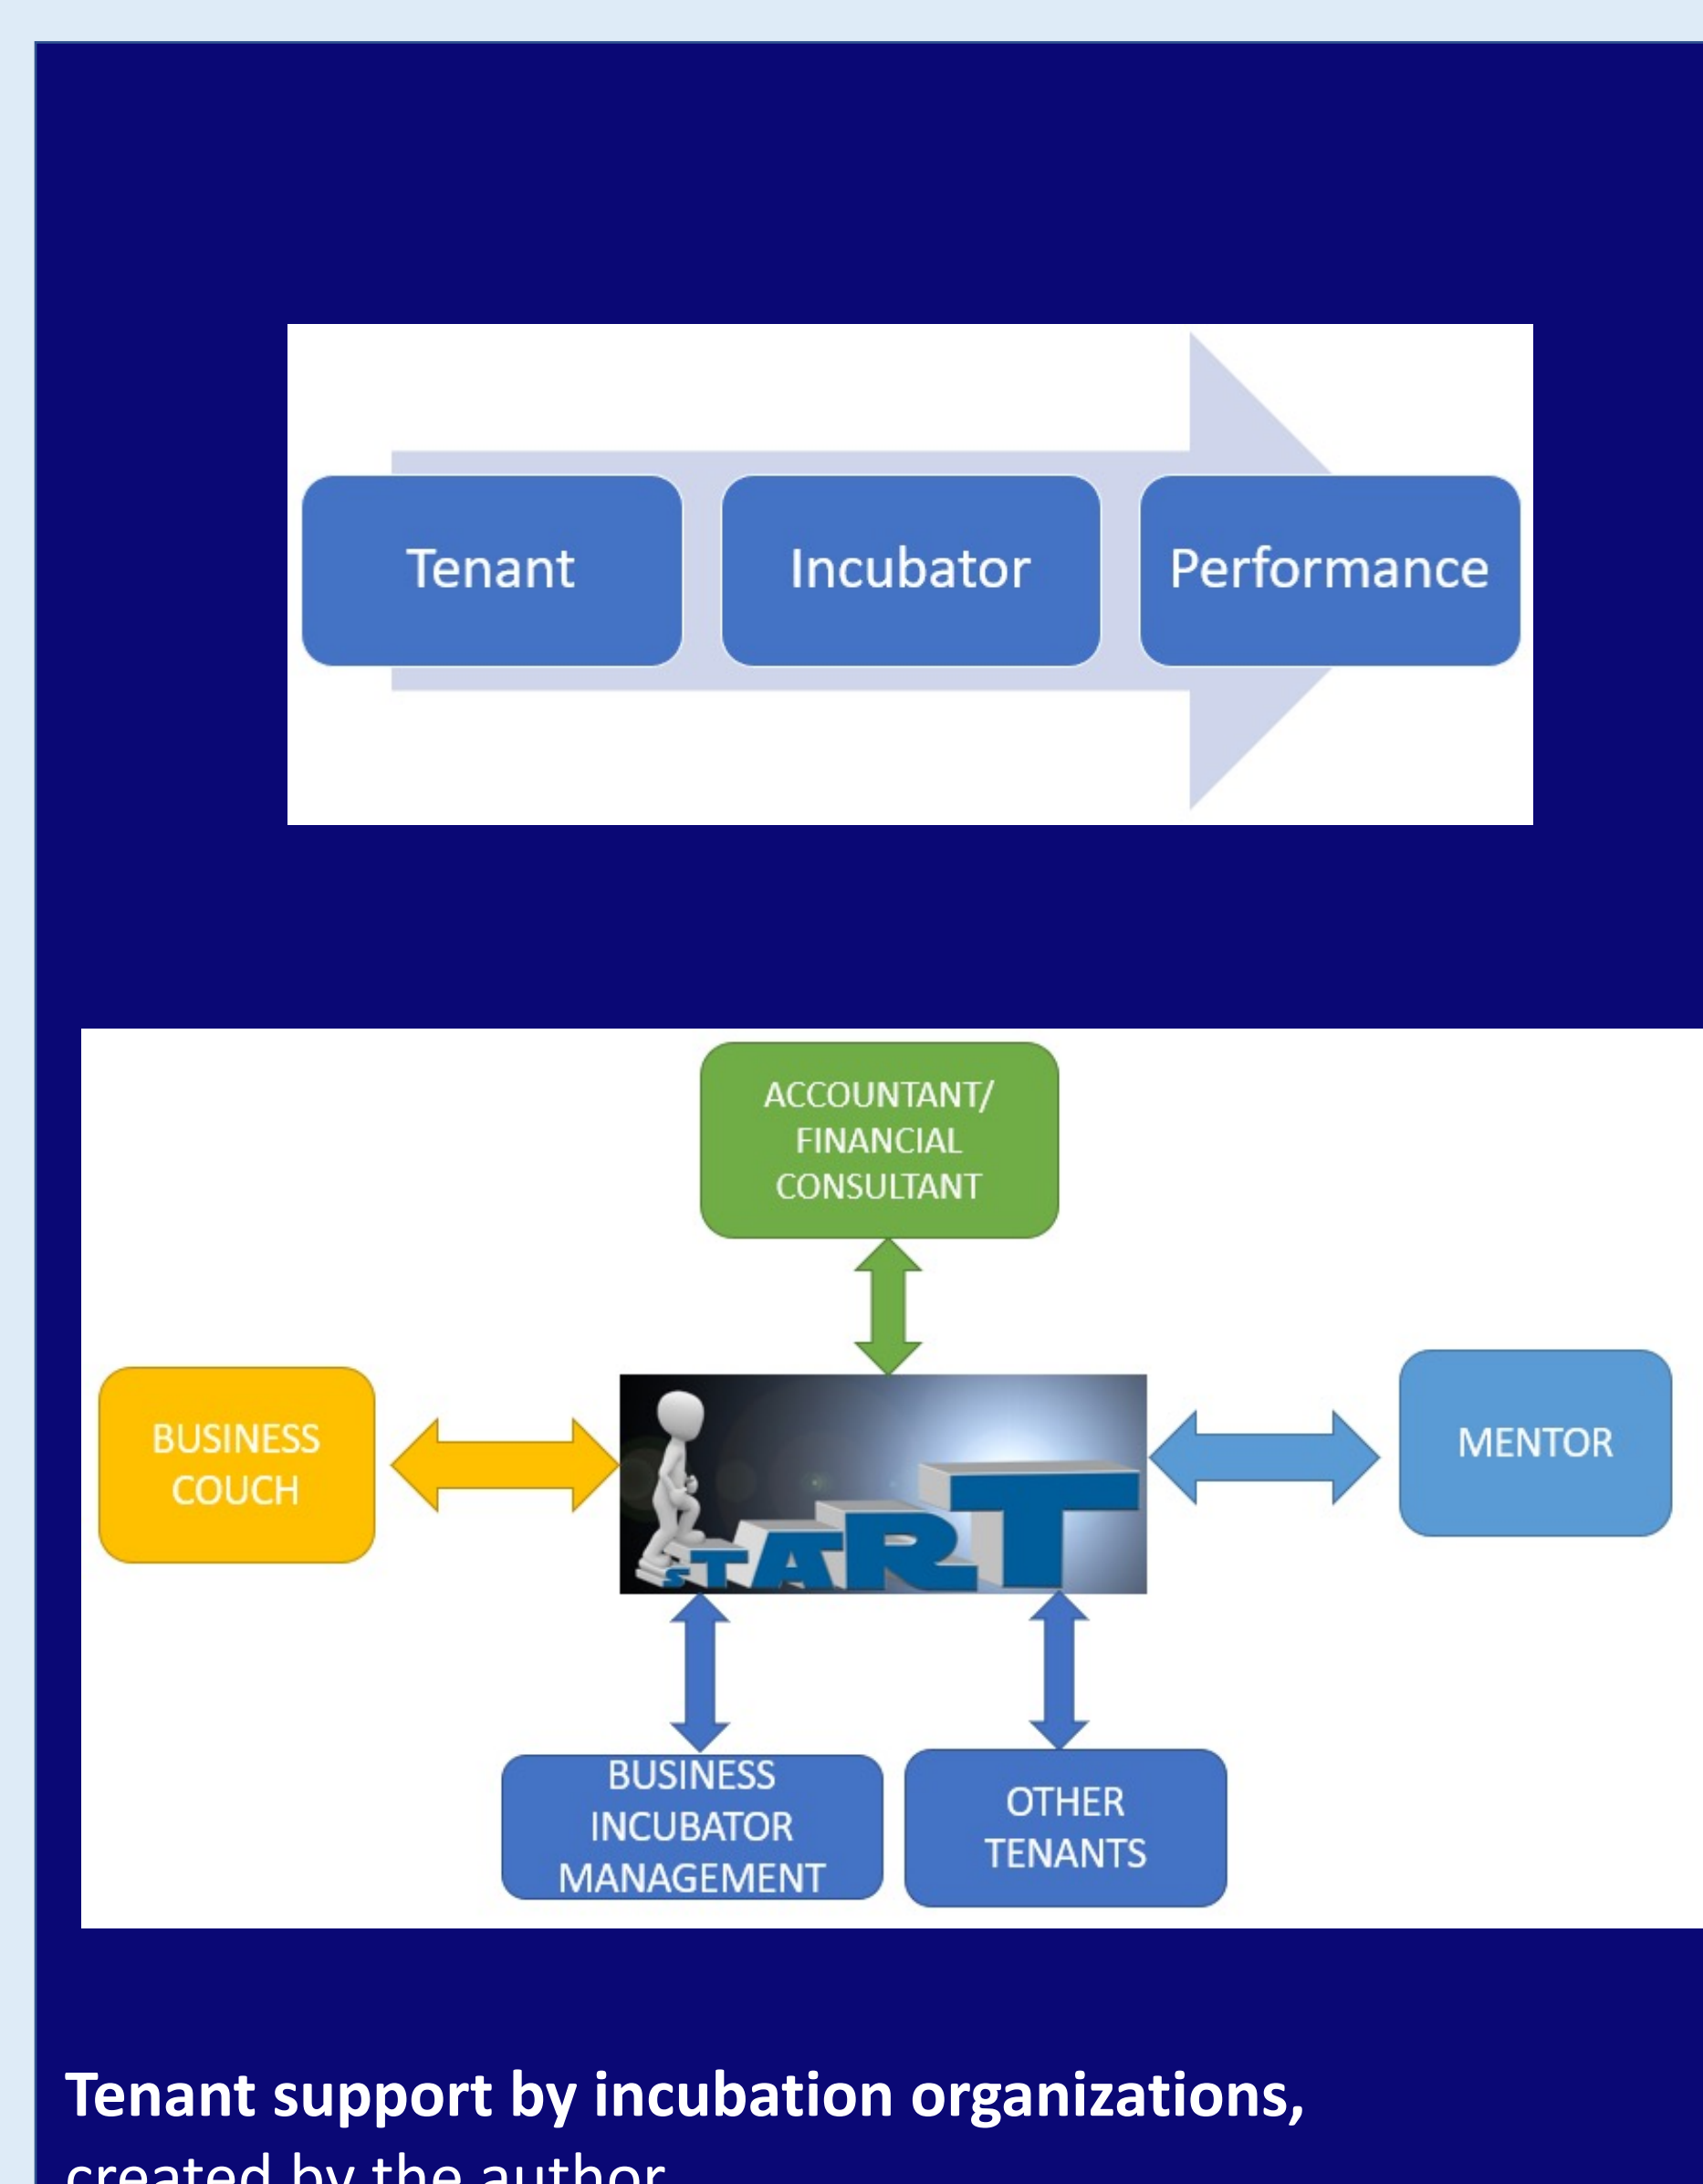 Tenant
Incubator
Performance
ACCOUNTANT/
FINANCIAL
CONSULTANT
BUSINESS
COUCH
START
MENTOR
BUSINESS
INCUBATOR
MANAGEMENT
OTHER
TENANTS
Tenant support by incubation organizations,
created by the author